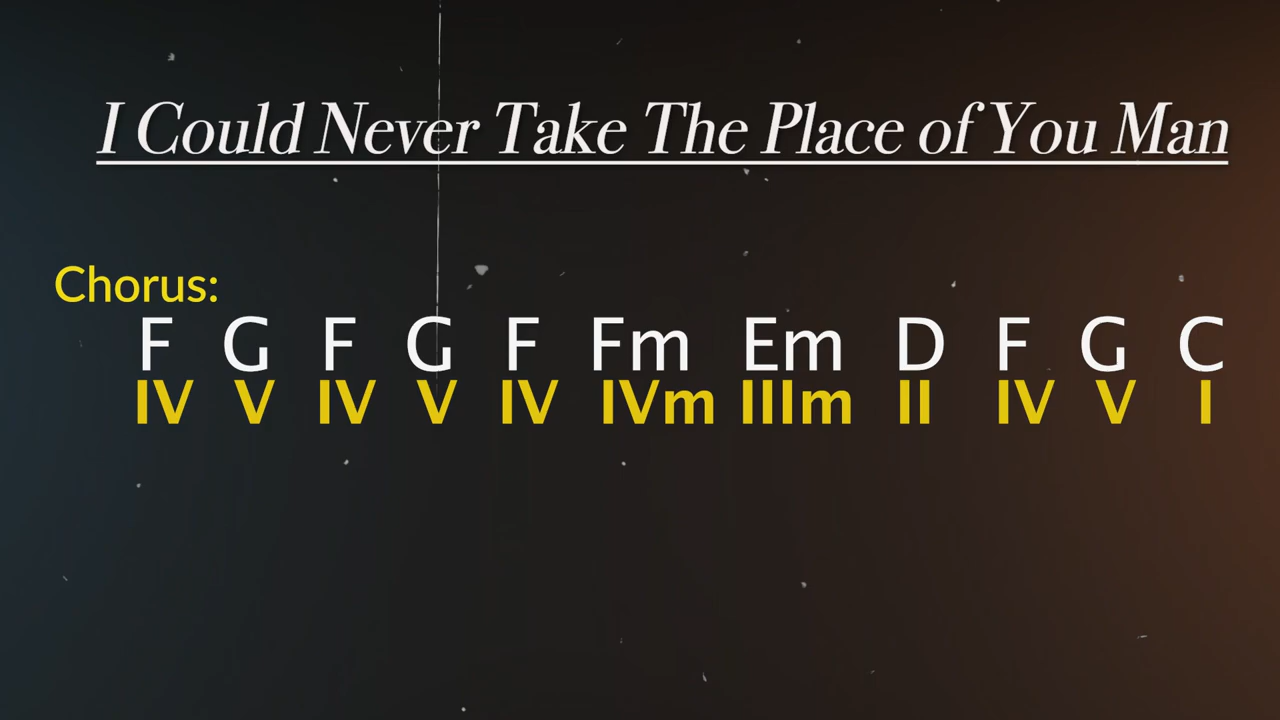 I Could Never Take The Place of You Man
Chorus:
F G F G F Fm Em D F G C
IV V IV V IV IVm IIIm II IV V I